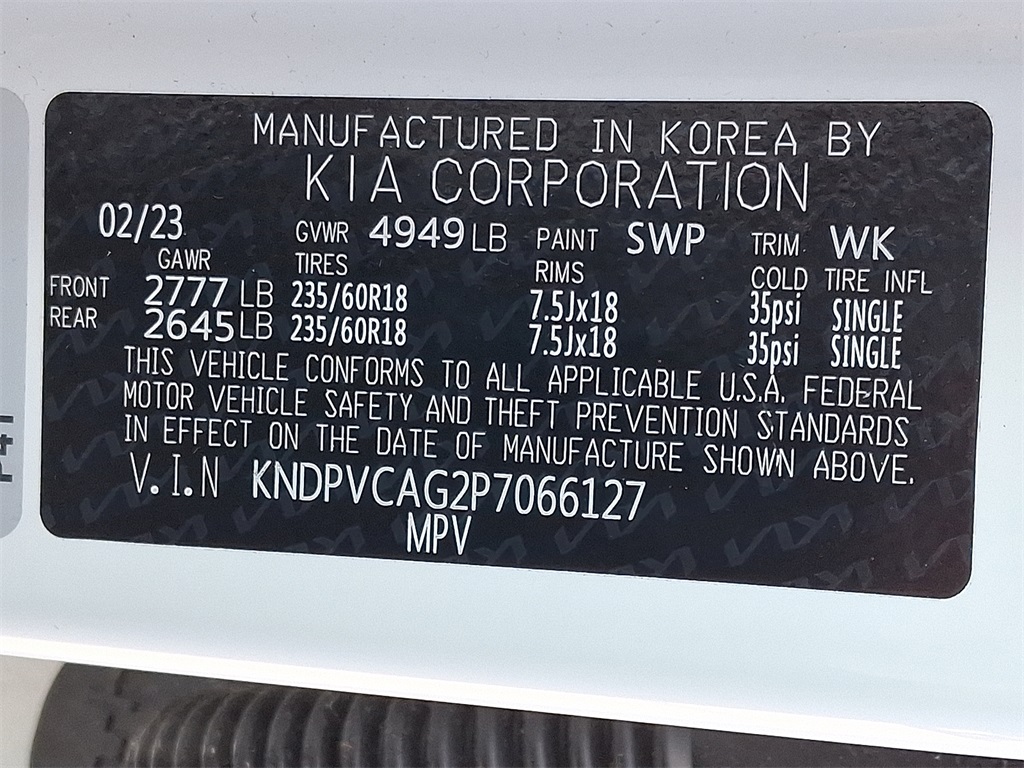 MANUFACTURED IN KOREA BY
KIA CORPORATION
02/23 GVWR 4949 LB PAINT SWP TRIM WK
GAWR TIRES RIMS COLD TIRE INFL
FRONT 2777 LB 235/60R18 7.5Jx18 35psi SINGLE
REAR 2645 LB 235/60R18 7.5Jx18 35psi SINGLE
THIS VEHICLE CONFORMS TO ALL APPLICABLE U.S.A. FEDERAL
MOTOR VEHICLE SAFETY AND THEFT PREVENTION STANDARDS
IN EFFECT ON THE DATE OF MANUFACTURE SHOWN ABOVE.
V.I.N KNDPVCAG2P7066127
MPV